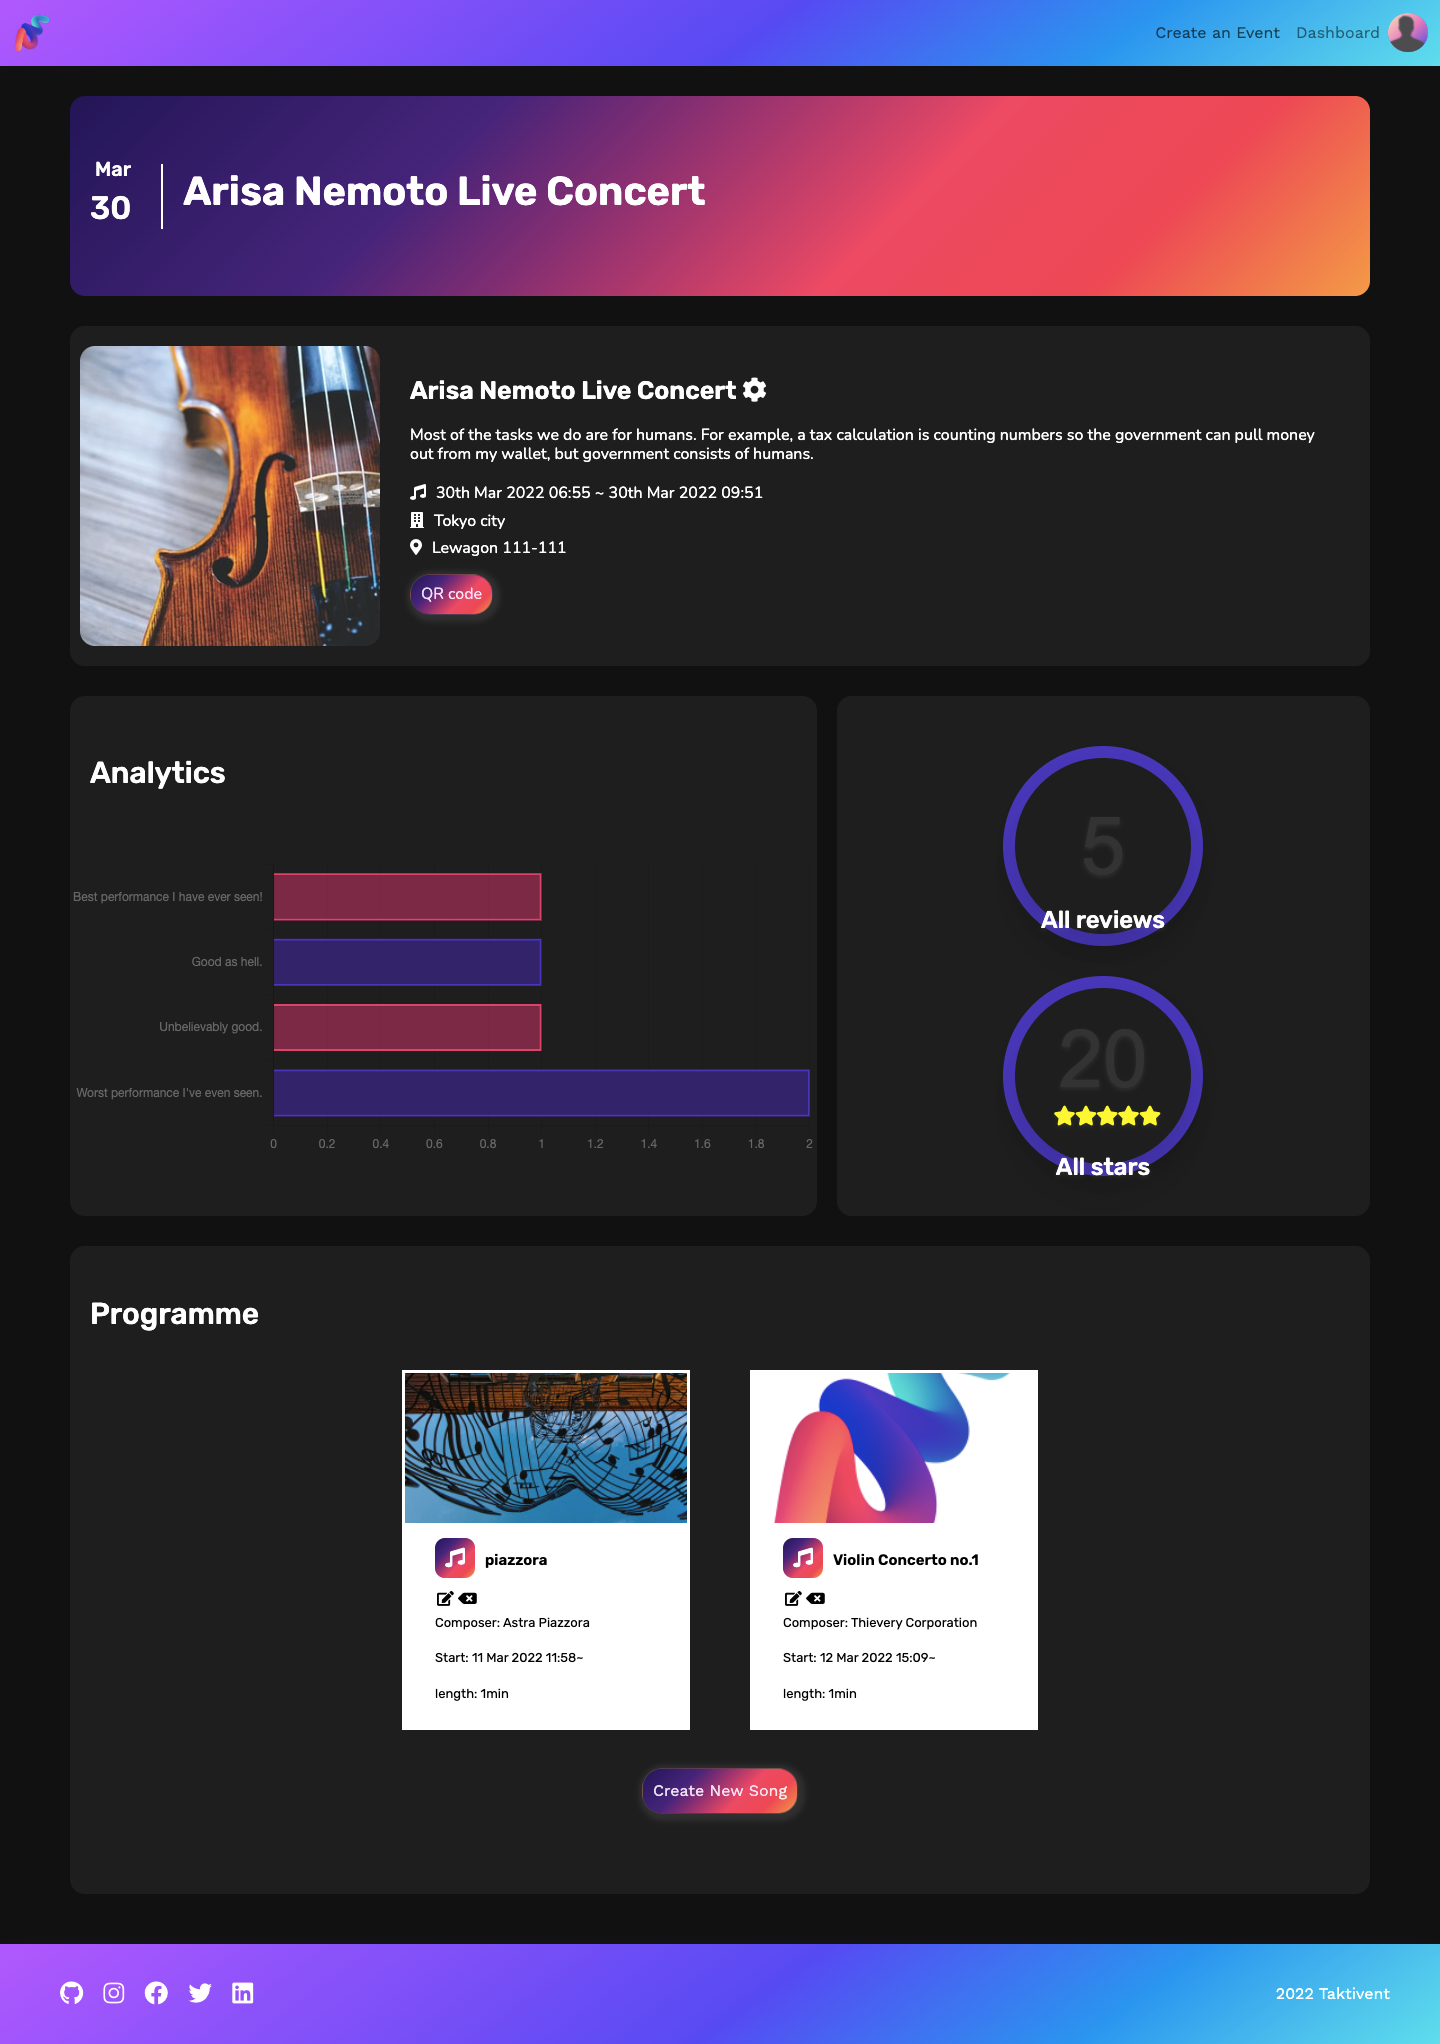 Create an Event Dashboard
Mar
30
Arisa Nemoto Live Concert
Arisa Nemoto Live Concert
Most of the tasks we do are for humans. For example, a tax calculation is counting numbers so the government can pull money
out from my wallet, but government consists of humans.
30th Mar 2022 06:55 ~ 30th Mar 2022 09:51
Tokyo city
Lewagon 111-111
QR code
Analytics
Best performance I have ever seen!
Good as hell.
Unbelievably good.
Worst performance I've even seen.
0 0.2 0.4 0.6 0.8 1 1.2 1.4 1.6 1.8 2
5
All reviews
20
All stars
Programme
piazzora
Composer: Astra Piazzora
Start: 11 Mar 2022 11:58~
length: 1min
Violin Concerto no.1
Composer: Thievery Corporation
Start: 12 Mar 2022 15:09~
length: 1min
Create New Song
2022 Taktivent